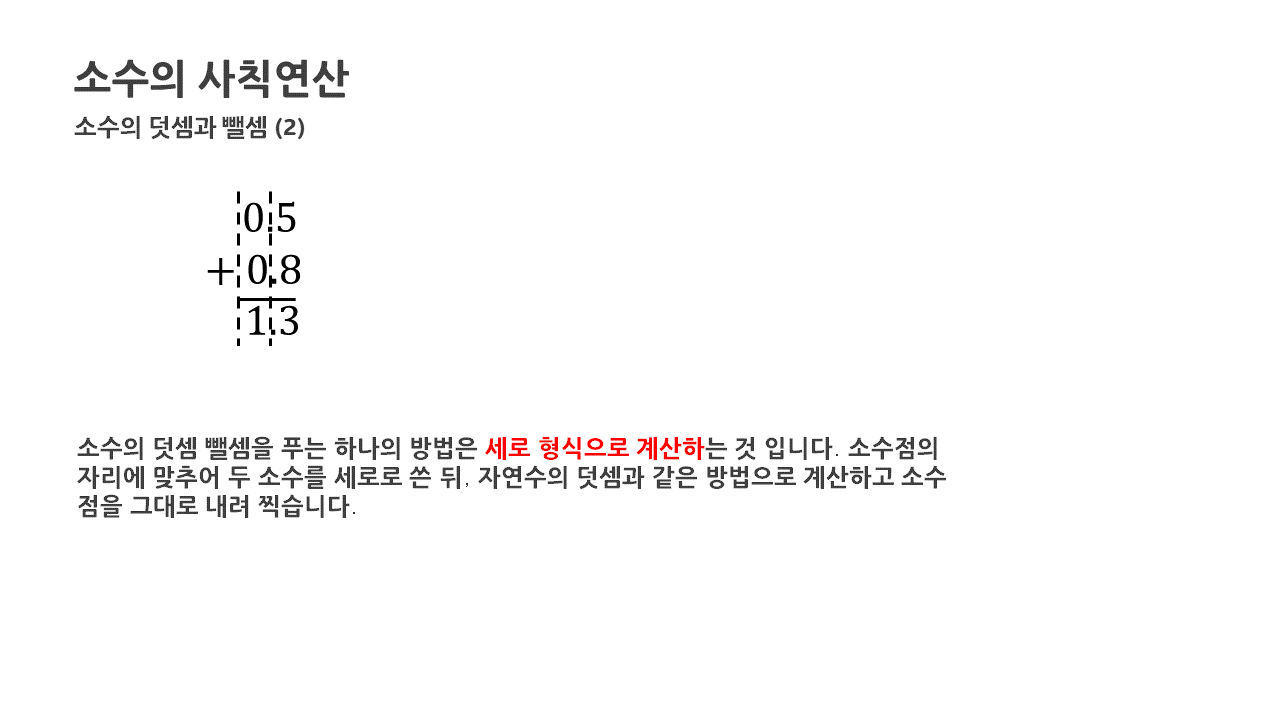 소수의 사칙연산
소수의 덧셈과 뺄셈 (2)
0.5
+ 0.8
1.3
소수의 덧셈 뺄셈을 푸는 하나의 방법은 세로 형식으로 계산하는 것 입니다. 소수점의
자리에 맞추어 두 소수를 세로로 쓴 뒤, 자연수의 덧셈과 같은 방법으로 계산하고 소수
점을 그대로 내려 찍습니다.